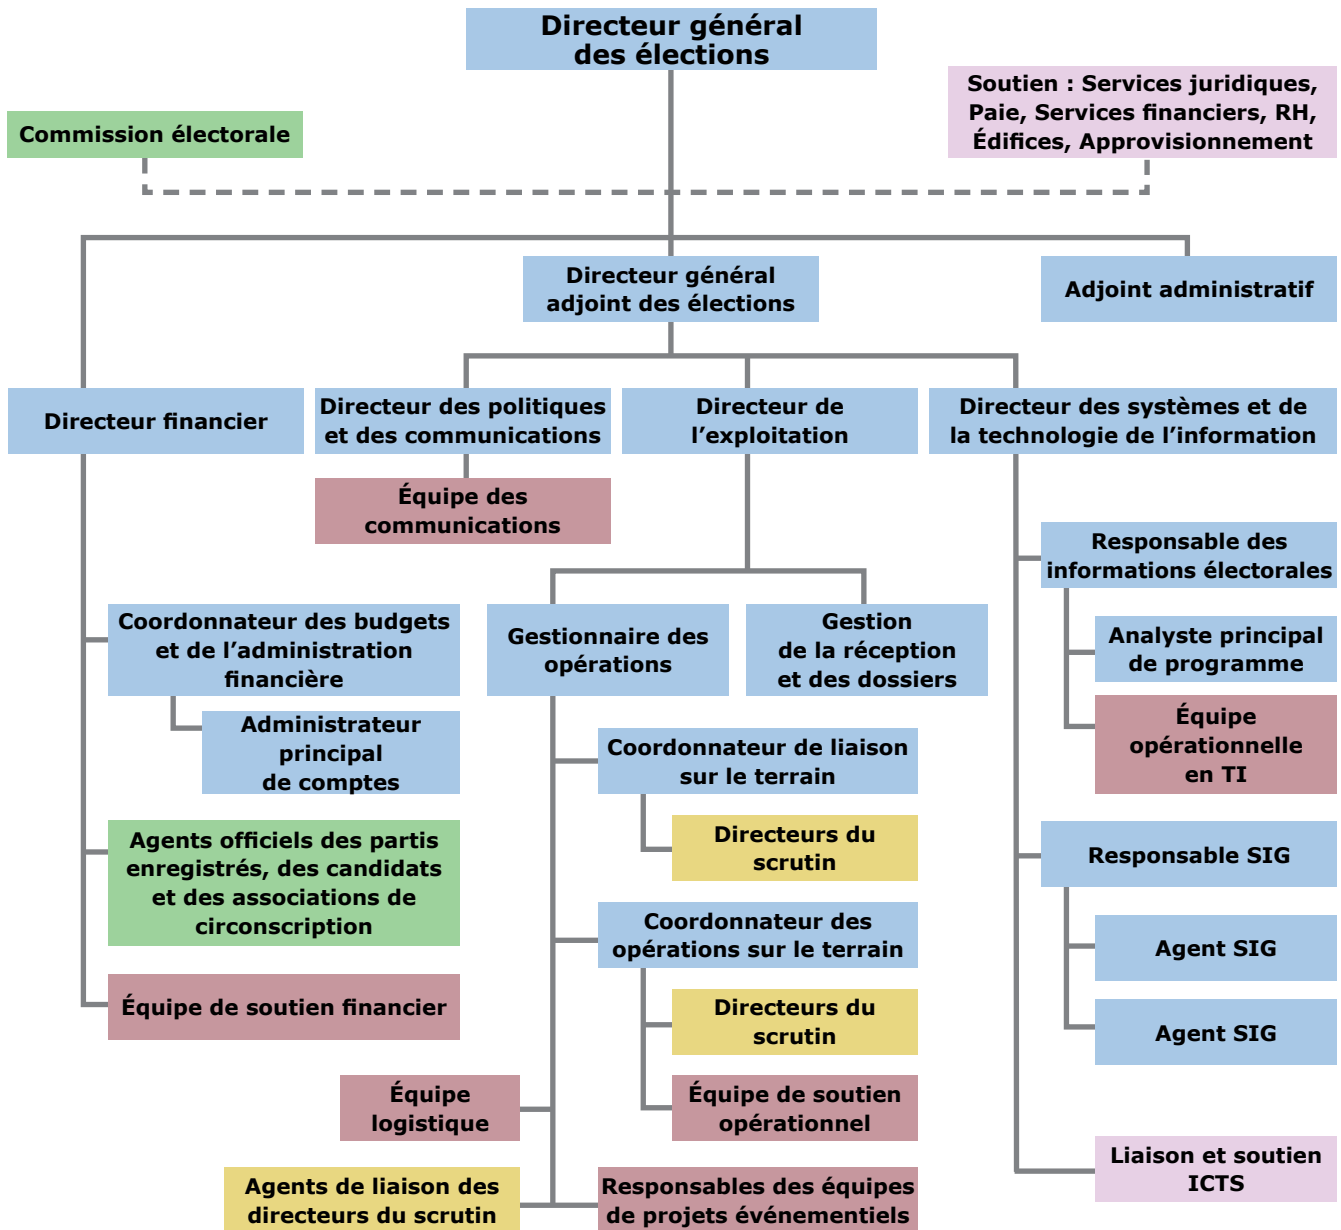 Directeur général
des élections
Soutien : Services juridiques,
Paie, Services financiers, RH,
Édifices, Approvisionnement
Commission électorale
Directeur général
adjoint des élections
Adjoint administratif
Directeur financier
Directeur des politiques
et des communications
Directeur de
l’exploitation
Directeur des systèmes et de
la technologie de l’information
Équipe des
communications
Responsable des
informations électorales
Coordonnateur des budgets
et de l’administration
financière
Gestionnaire des
opérations
Gestion
de la réception
et des dossiers
Analyste principal
de programme
Administrateur
principal
de comptes
Équipe
opérationnelle
en TI
Coordonnateur de liaison
sur le terrain
Agents officiels des partis
enregistrés, des candidats
et des associations de
circonscription
Directeurs du
scrutin
Responsable SIG
Coordonnateur des
opérations sur le terrain
Agent SIG
Équipe de soutien financier
Directeurs du
scrutin
Agent SIG
Équipe
logistique
Équipe de soutien
opérationnel
Liaison et soutien
ICTS
Agents de liaison des
directeurs du scrutin
Responsables des équipes
de projets événementiels